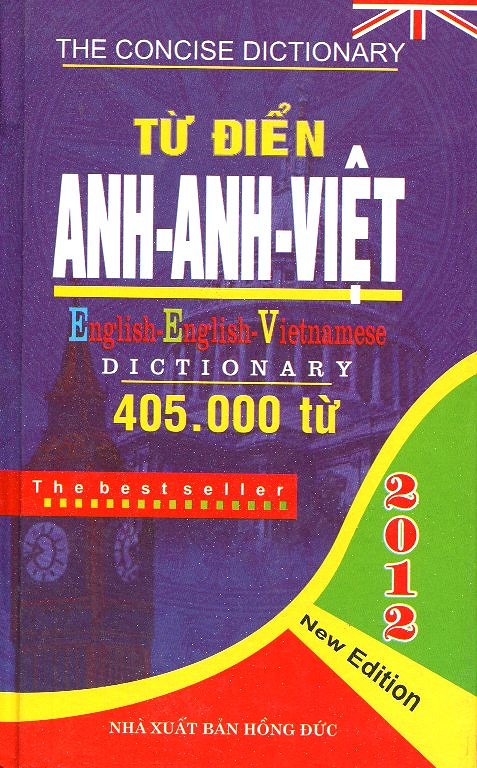 THE CONCISE DICTIONARY
TỪ ĐIỂN
ANH-ANH-VIỆT
English-English-Vietnamese
DICTIONARY
405.000 từ
The best seller
2012
New Edition
NHÀ XUẤT BẢN HỒNG ĐỨC